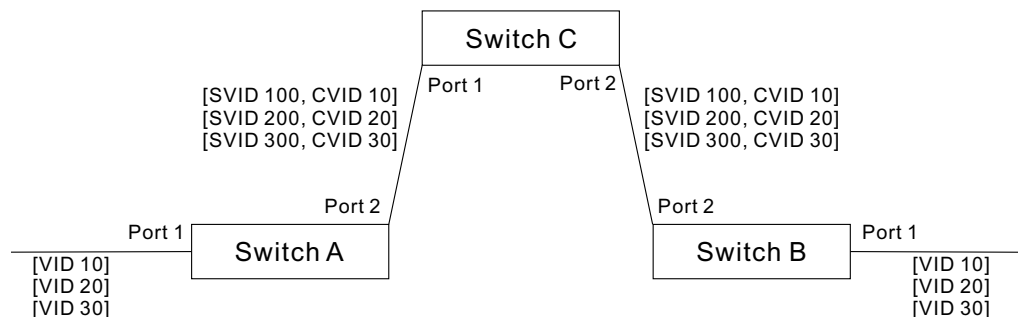 Switch C
Port 1
Port 2
[SVID 100, CVID 10]
[SVID 200, CVID 20]
[SVID 300, CVID 30]
[SVID 100, CVID 10]
[SVID 200, CVID 20]
[SVID 300, CVID 30]
Port 2
Port 2
Port 1
Switch A
Switch B
Port 1
[VID 10]
[VID 20]
[VID 30]
[VID 10]
[VID 20]
[VID 30]